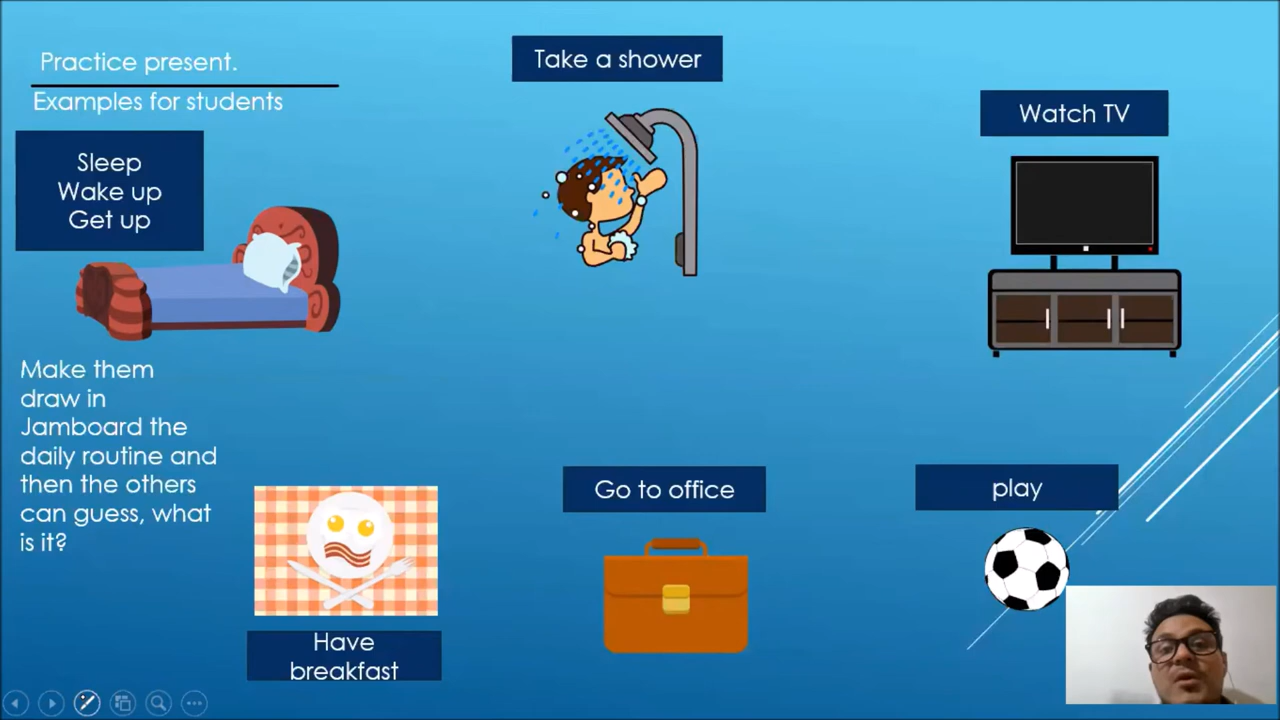 Practice present.
Examples for students
Sleep
Wake up
Get up
Take a shower
Watch TV
Make them
draw in
Jamboard the
daily routine and
then the others
can guess, what
is it?
Have
breakfast
Go to office
play